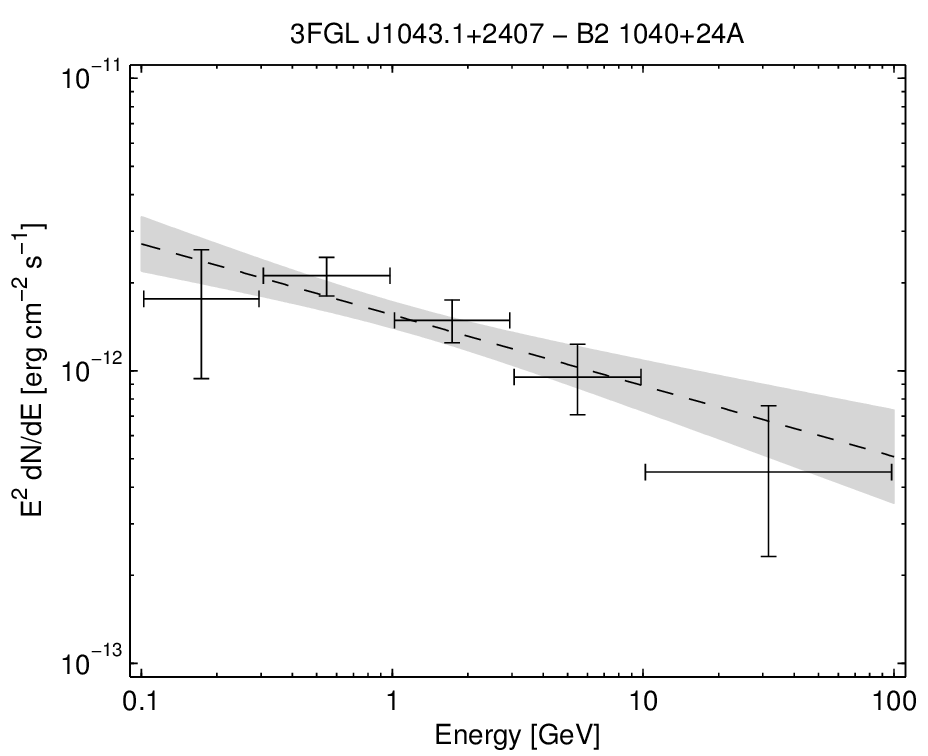 3FGL J1043.1+2407 − B2 1040+24A
10⁻¹¹
10⁻¹²
10⁻¹³
E² dN/dE [erg cm⁻² s⁻¹]
0.1 1 10 100
Energy [GeV]